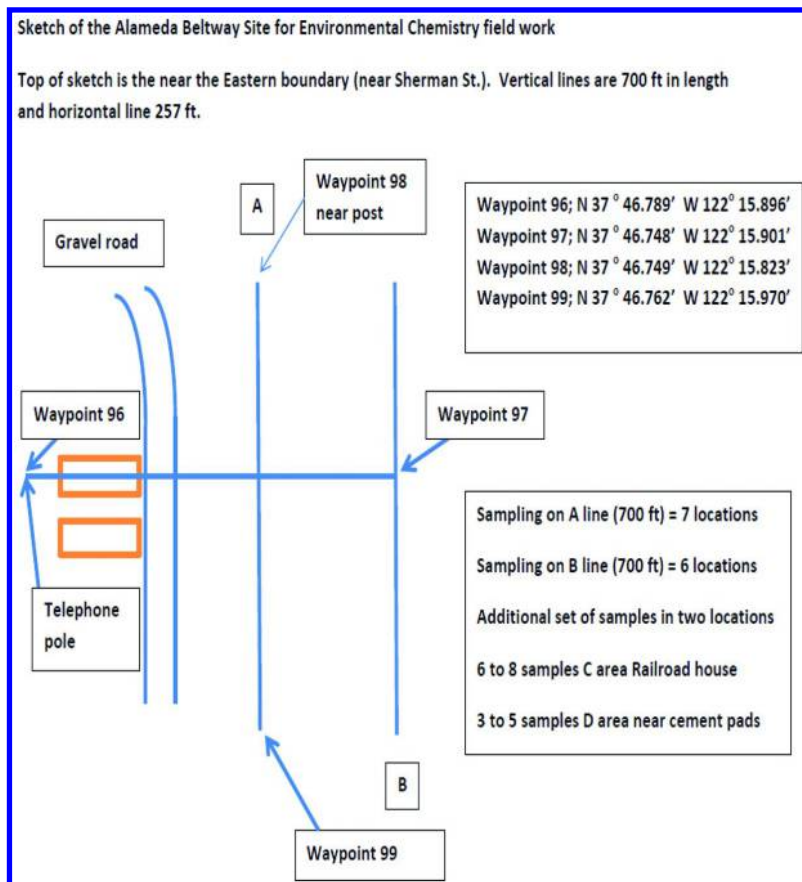 Sketch of the Alameda Beltway Site for Environmental Chemistry field work
Top of sketch is the near the Eastern boundary (near Sherman St.). Vertical lines are 700 ft in length
and horizontal line 257 ft.
A
Waypoint 98
near post
Gravel road
Waypoint 96; N 37 ° 46.789’ W 122° 15.896’
Waypoint 97; N 37 ° 46.748’ W 122° 15.901’
Waypoint 98; N 37 ° 46.749’ W 122° 15.823’
Waypoint 99; N 37 ° 46.762’ W 122° 15.970’
Waypoint 96
Waypoint 97
Telephone
pole
Sampling on A line (700 ft) = 7 locations
Sampling on B line (700 ft) = 6 locations
Additional set of samples in two locations
6 to 8 samples C area Railroad house
3 to 5 samples D area near cement pads
B
Waypoint 99